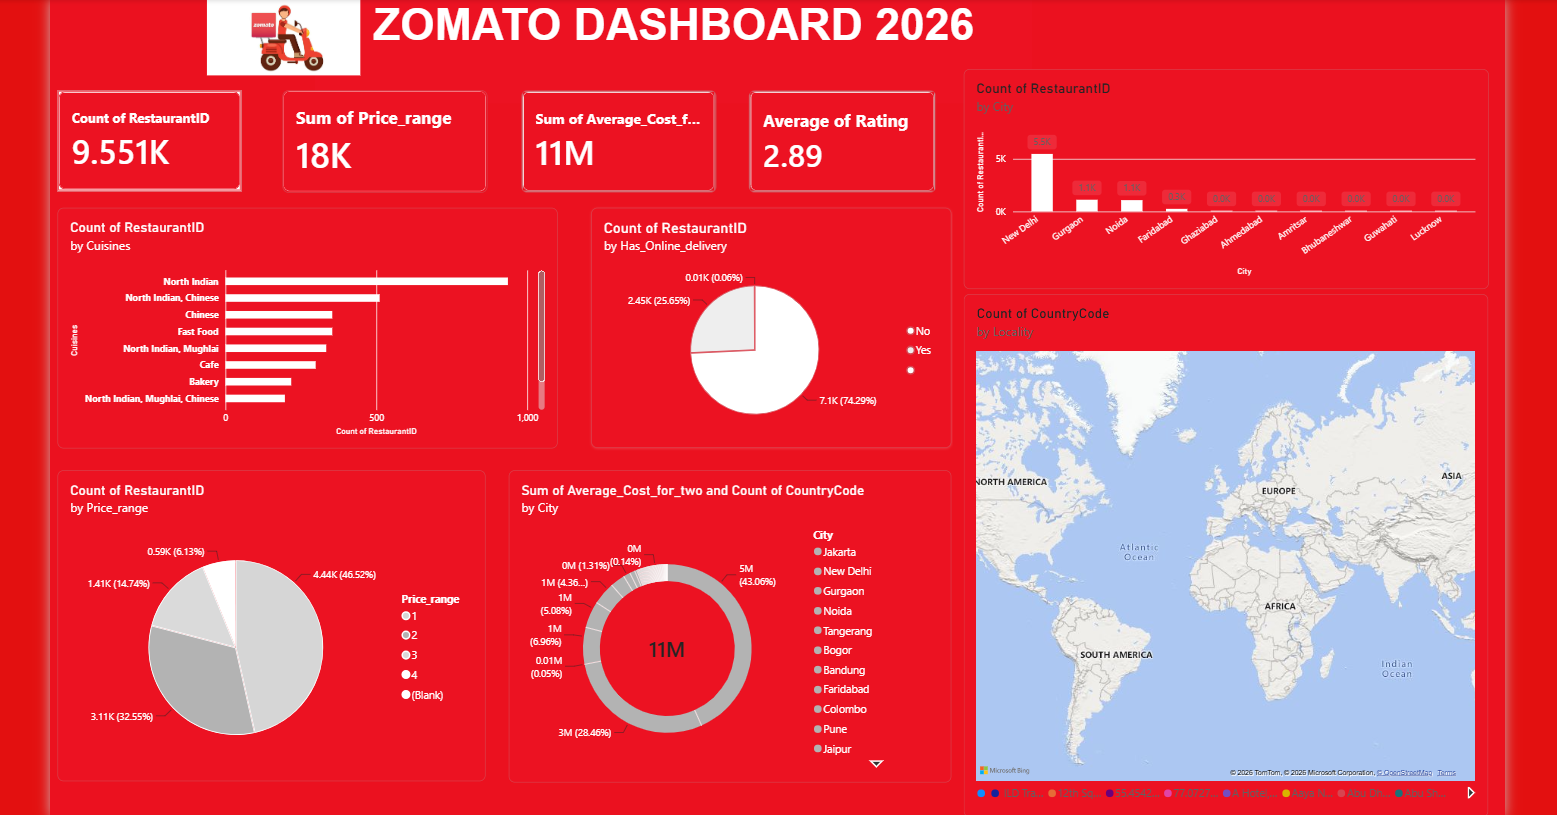 zomato
ZOMATO DASHBOARD 2026
Count of RestaurantID
9.551K
Sum of Price_range
18K
Sum of Average_Cost_f...
11M
Average of Rating
2.89
Count of RestaurantID
by City
Count of Restauranti...
5K
0K
New Delhi
Gurgaon
Noida
Faridabad
Ghaziabad
Ahmedabad
Amritsar
Bhubaneshwar
Guwahati
Lucknow
City
Count of RestaurantID
by Cuisines
Cuisines
North Indian
North Indian, Chinese
Chinese
Fast Food
North Indian, Mughlai
Cafe
Bakery
North Indian, Mughlai, Chinese
0
500
1,000
Count of RestaurantID
Count of RestaurantID
by Has_Online_delivery
0.01K (0.06%)
2.45K (25.65%)
7.1K (74.29%)
No
Yes
Count of CountryCode
by Locality
NORTH AMERICA
EUROPE
ASIA
Atlantic
Ocean
AFRICA
SOUTH AMERICA
Indian
Ocean
Microsoft Bing
© 2026 TomTom, © 2026 Microsoft Corporation, © OpenStreetMap Terms
Count of RestaurantID
by Price_range
0.59K (6.13%)
1.41K (14.74%)
4.44K (46.52%)
3.11K (32.55%)
Price_range
1
2
3
4
(Blank)
Sum of Average_Cost_for_two and Count of CountryCode
by City
0M
(0.14%)
0M (1.31%)
1M (4.36...)
1M
(5.08%)
1M
(6.96%)
0.01M
(0.05%)
3M (28.46%)
5M
(43.06%)
11M
City
Jakarta
New Delhi
Gurgaon
Noida
Tangerang
Bogor
Bandung
Faridabad
Colombo
Pune
Jaipur